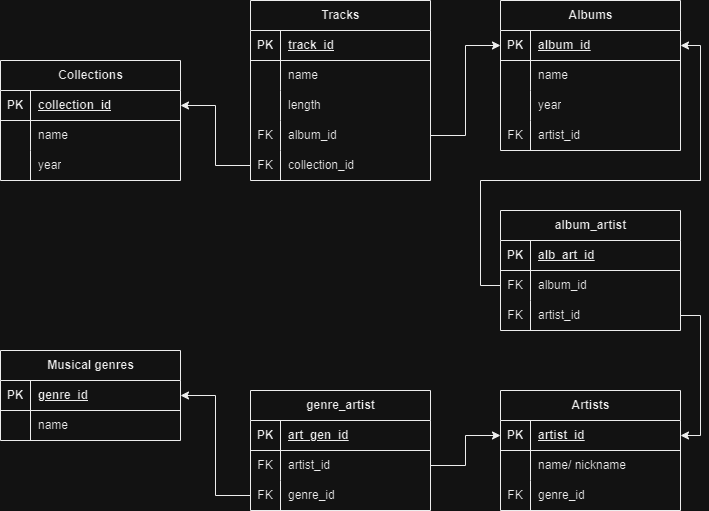 Tracks
PK track_id
name
length
FK album_id
FK collection_id
Albums
PK album_id
name
year
FK artist_id
Collections
PK collection_id
name
year
album_artist
PK alb_art_id
FK album_id
FK artist_id
Musical genres
PK genre_id
name
genre_artist
PK art_gen_id
FK artist_id
FK genre_id
Artists
PK artist_id
name/ nickname
FK genre_id